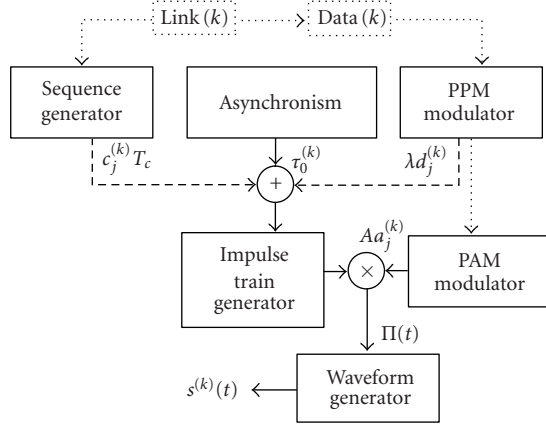 Link (k) Data (k)
Sequence generator
Asynchronism
PPM modulator
c_j^{(k)} T_c
τ_0^{(k)}
λd_j^{(k)}
+
Aa_j^{(k)}
Impulse train generator
×
PAM modulator
Π(t)
s^{(k)}(t)
Waveform generator